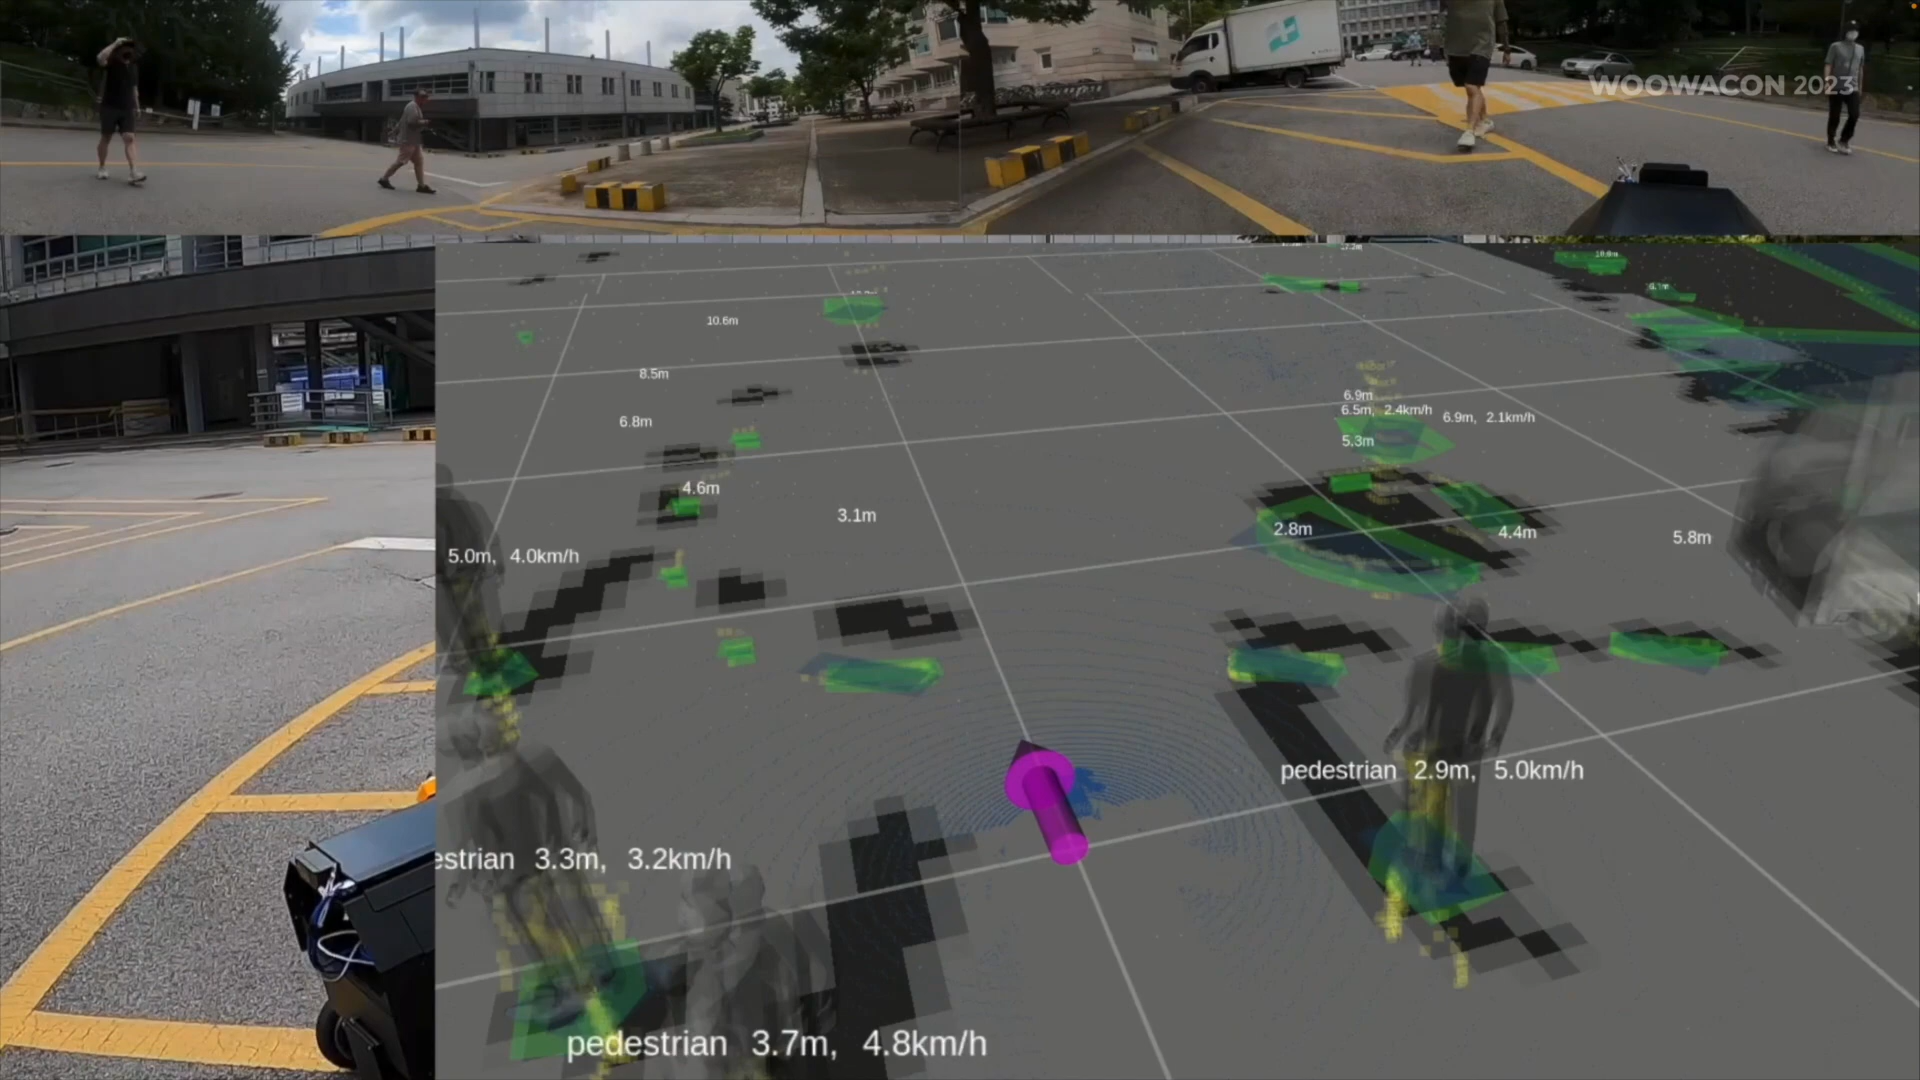 WOOWACON 2023
10.6m
8.5m
6.9m
6.5m, 2.4km/h
6.9m, 2.1km/h
6.8m
5.3m
4.6m
3.1m
2.8m
4.4m
5.8m
5.0m, 4.0km/h
pedestrian 2.9m, 5.0km/h
estrian 3.3m, 3.2km/h
pedestrian 3.7m, 4.8km/h